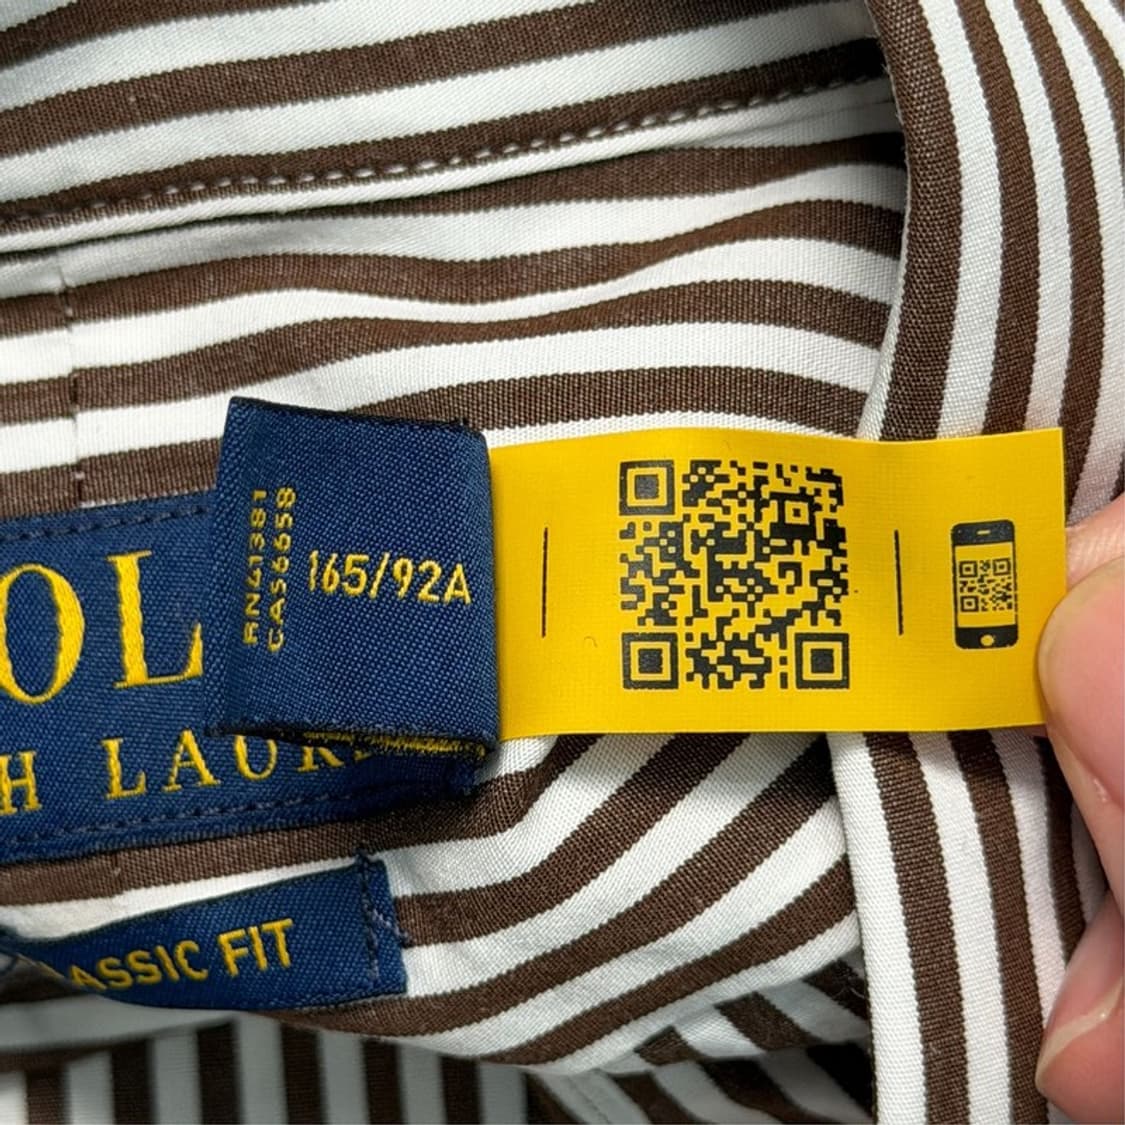 RN41381
CA56658
165/92A
OL
H LAUR
ASSIC FIT